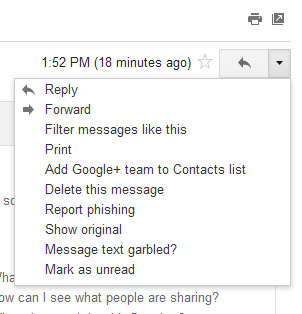 1:52 PM (18 minutes ago)
Reply
Forward
Filter messages like this
Print
Add Google+ team to Contacts list
Delete this message
Report phishing
Show original
Message text garbled?
Mark as unread
ow can I see what people are sharing?